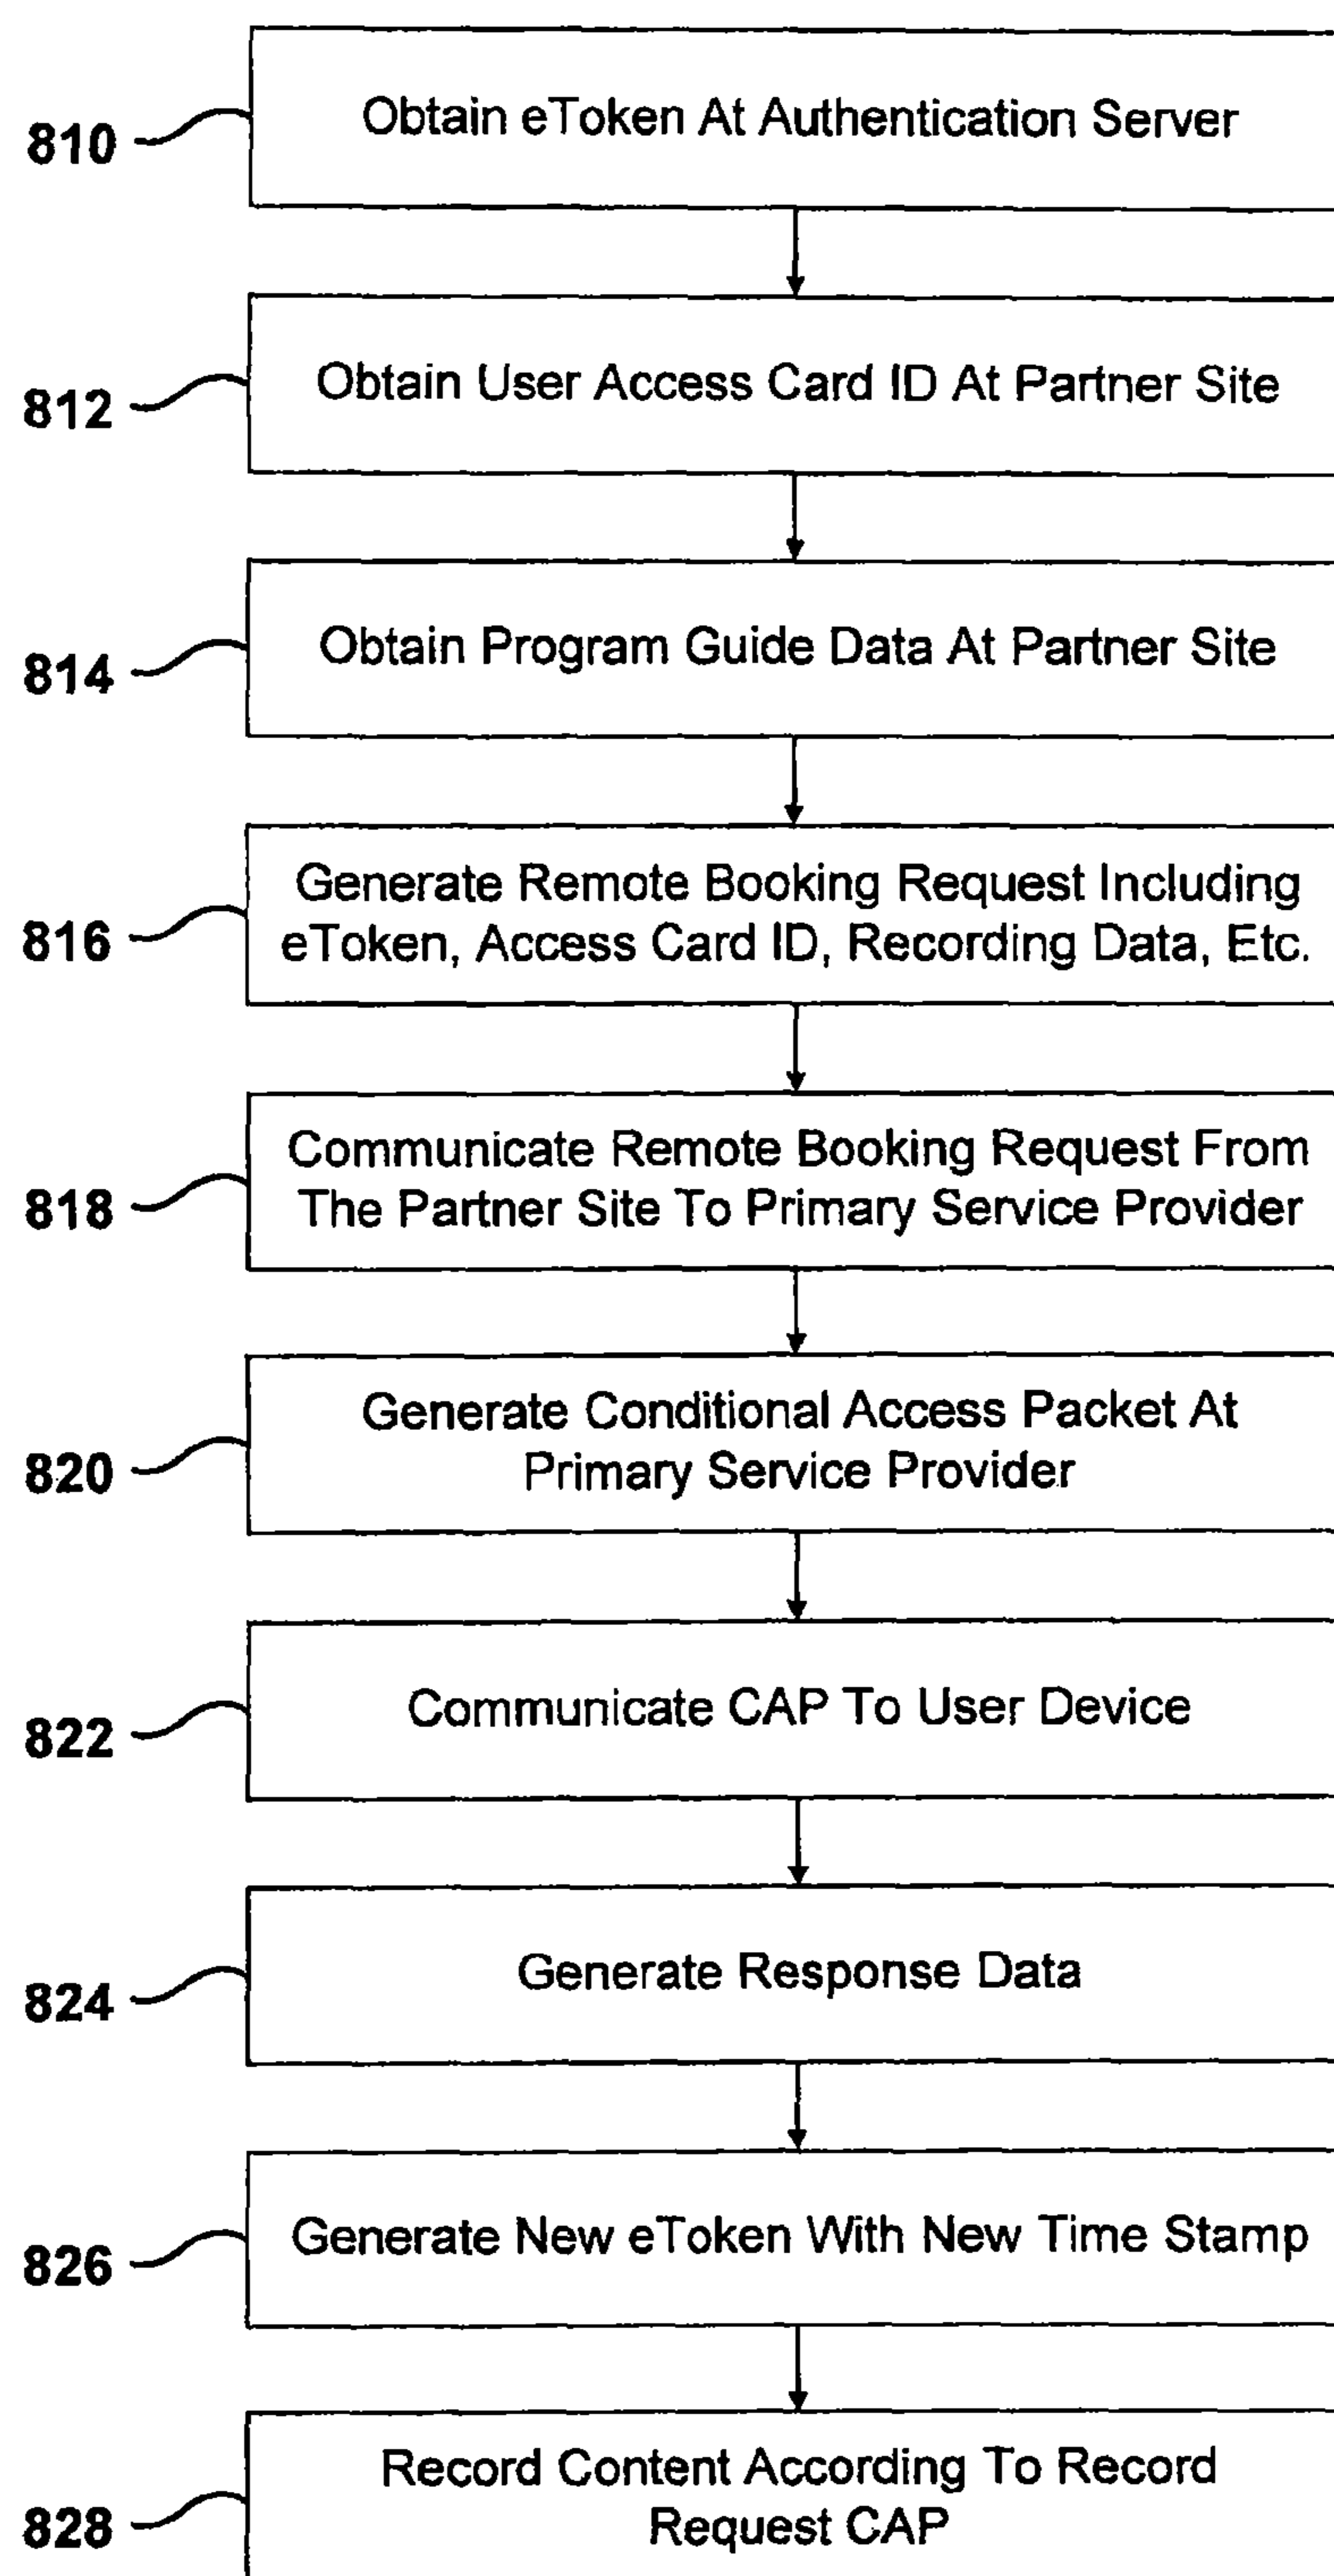 810
Obtain eToken At Authentication Server
812
Obtain User Access Card ID At Partner Site
814
Obtain Program Guide Data At Partner Site
816
Generate Remote Booking Request Including
eToken, Access Card ID, Recording Data, Etc.
818
Communicate Remote Booking Request From
The Partner Site To Primary Service Provider
820
Generate Conditional Access Packet At
Primary Service Provider
822
Communicate CAP To User Device
824
Generate Response Data
826
Generate New eToken With New Time Stamp
828
Record Content According To Record
Request CAP